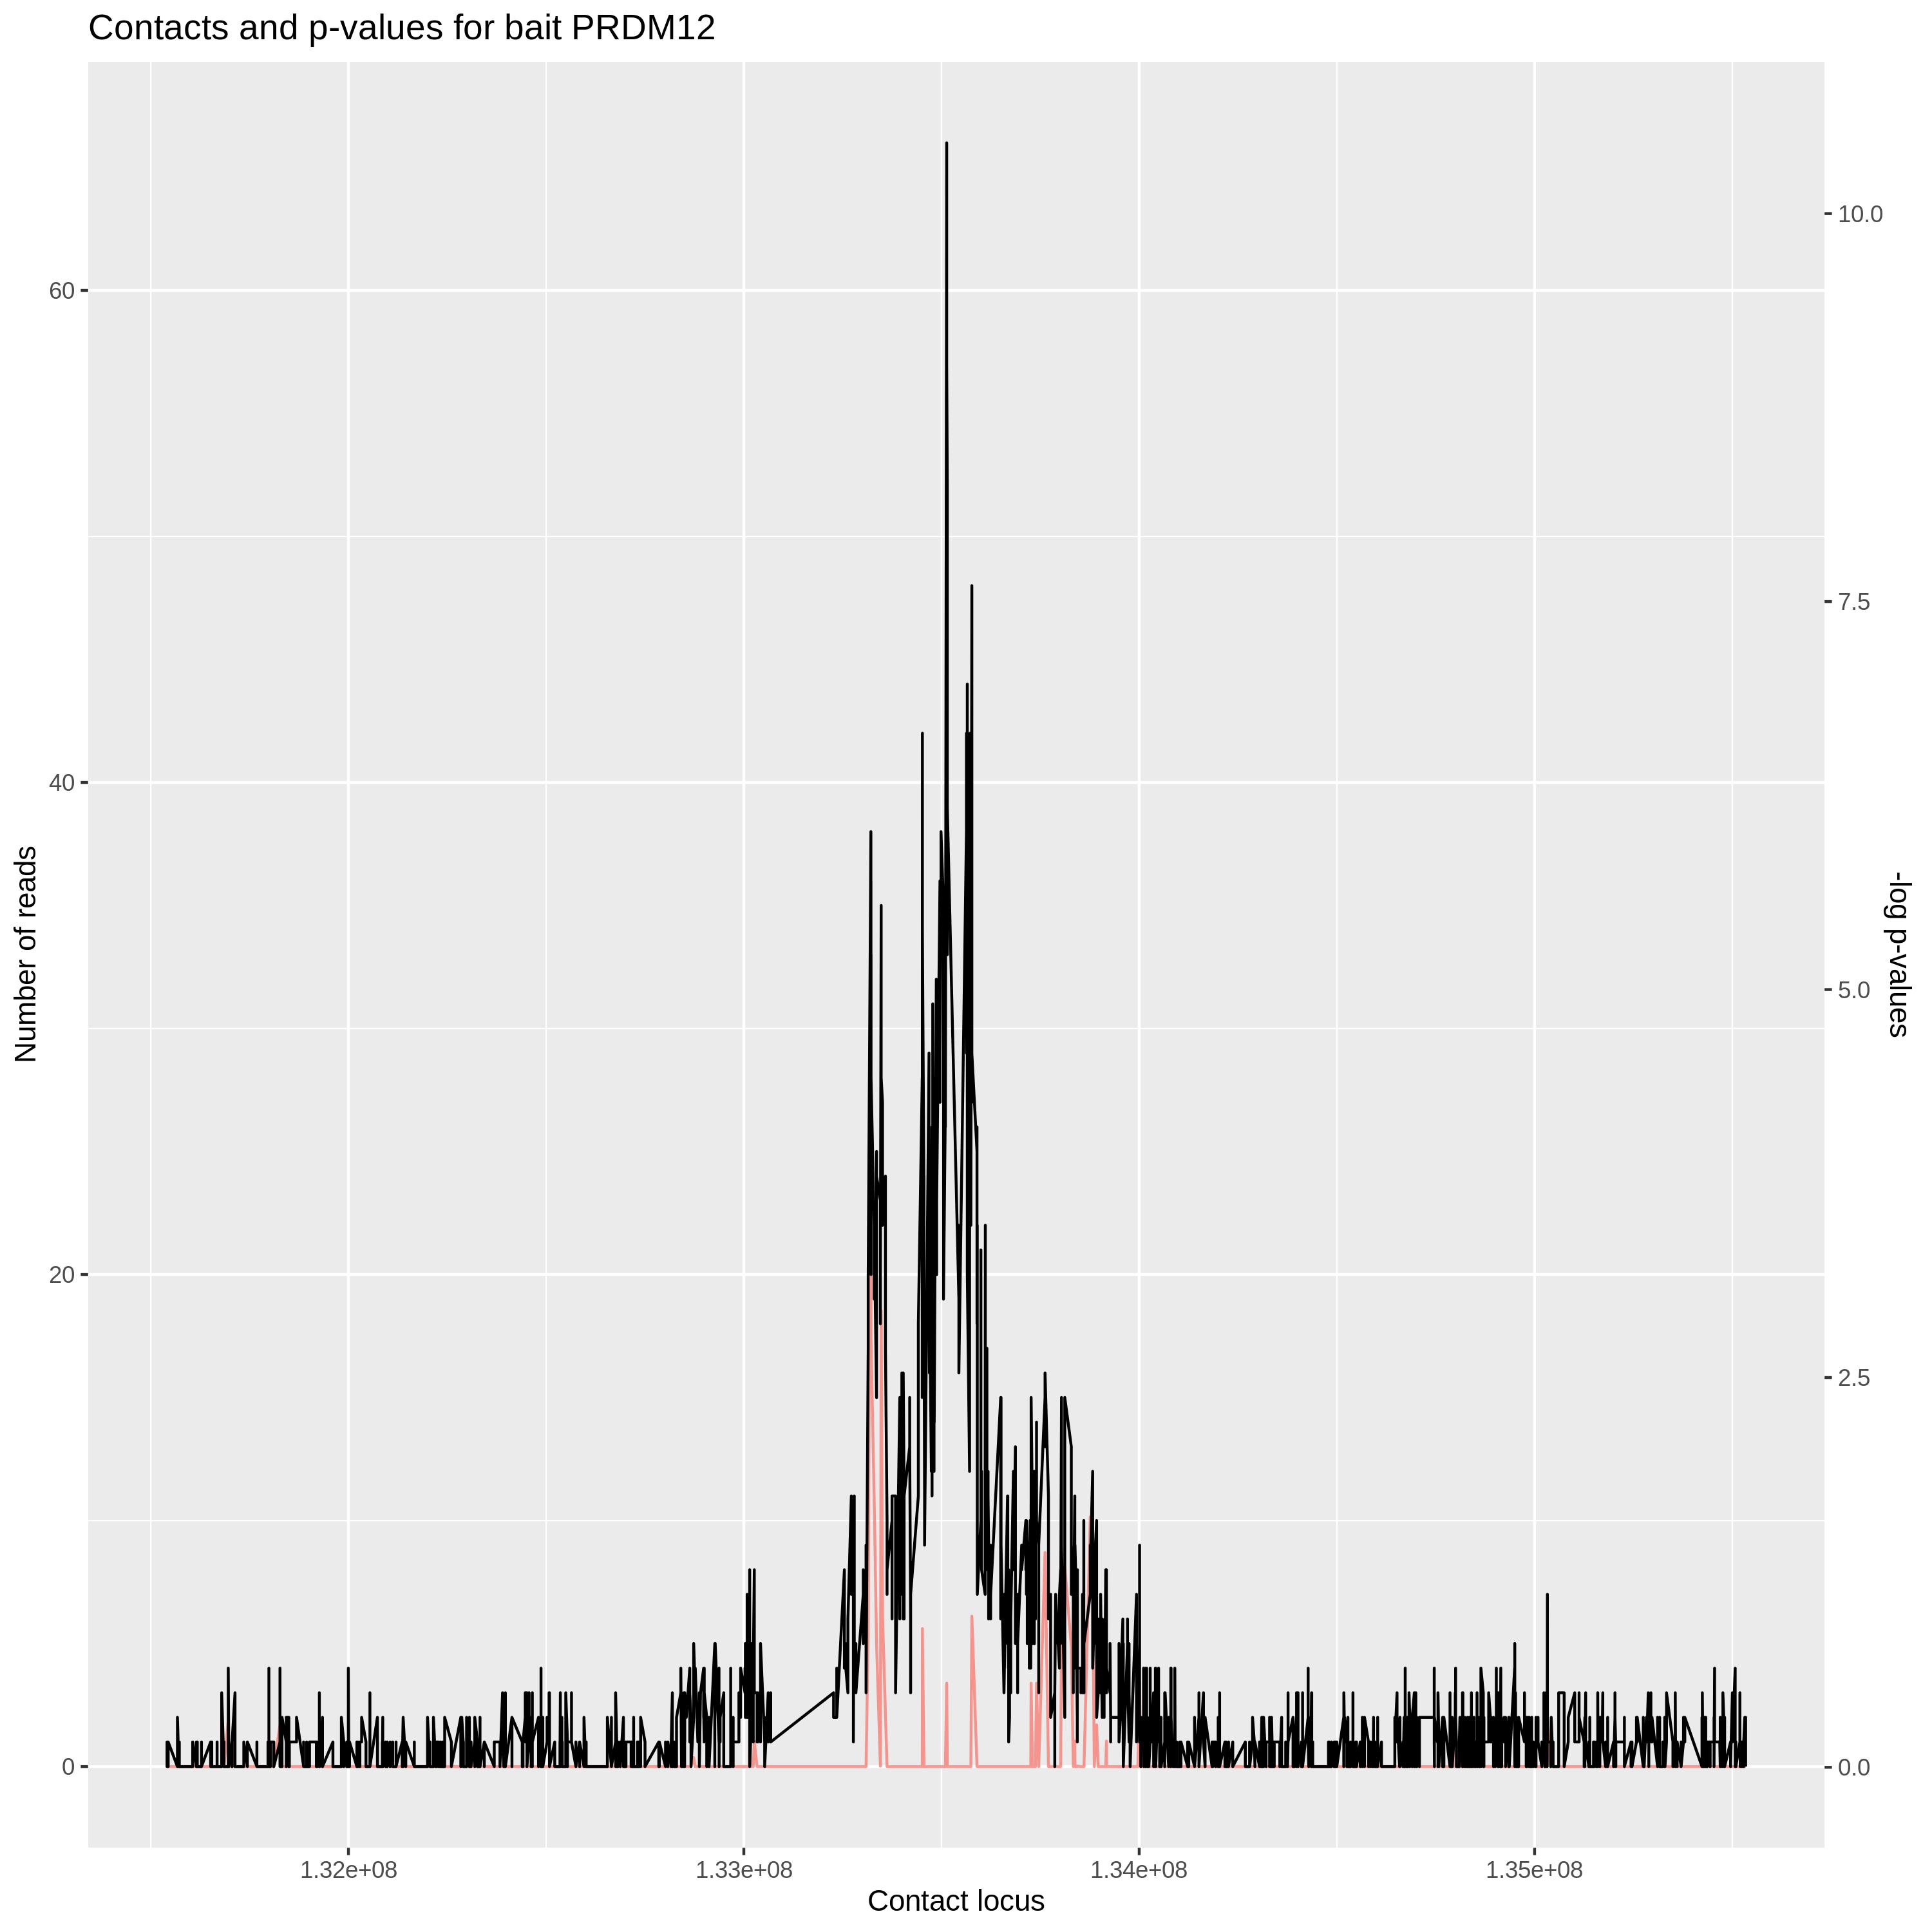 Contacts and p-values for bait PRDM12
Number of reads
60
40
20
0
10.0
7.5
5.0
2.5
0.0
-log p-values
1.32e+08
1.33e+08
1.34e+08
1.35e+08
Contact locus